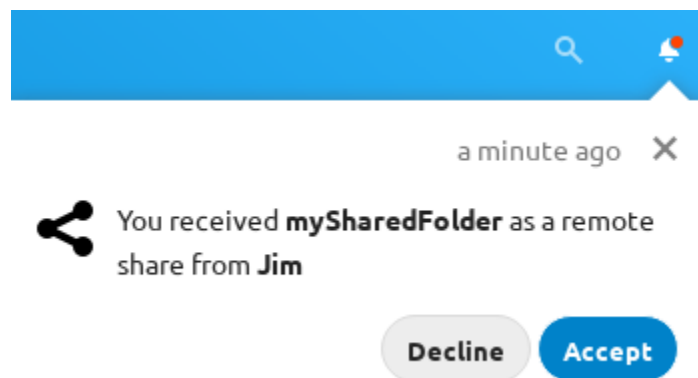 a minute ago
You received mySharedFolder as a remote
share from Jim
Decline
Accept